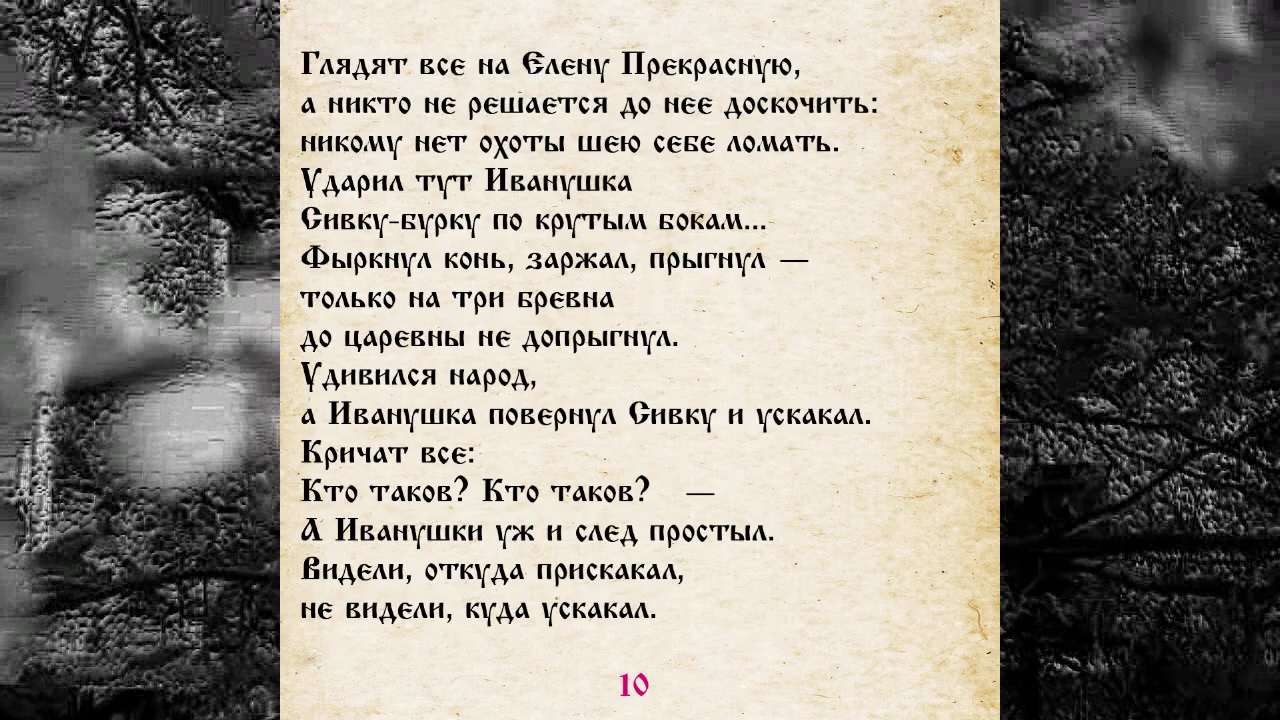 Глядят все на Елену Прекрасную,
а никто не решается до нее доскочить:
никому нет охоты шею себе ломать.
Ударил тут Иванушка
Сивку-бурку по крутым бокам...
Фыркнул конь, заржал, прыгнул —
только на три бревна
до царевны не допрыгнул.
Удивился народ,
а Иванушка повернул Сивку и ускакал.
Кричат все:
Кто таков? Кто таков? —
А Иванушки уж и след простыл.
Видели, откуда прискакал,
не видели, куда ускакал.
10